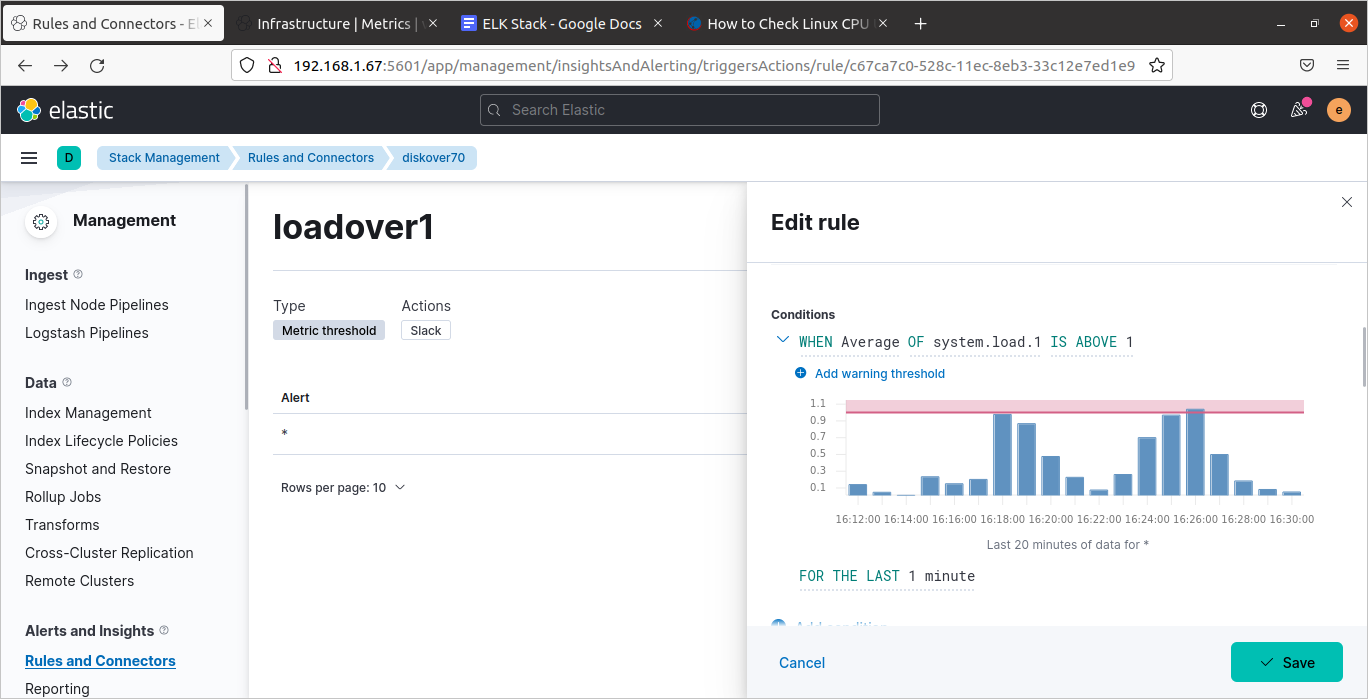 Rules and Connectors - El
Infrastructure | Metrics |
ELK Stack - Google Docs
How to Check Linux CPU
192.168.1.67:5601/app/management/insightsAndAlerting/triggersActions/rule/c67ca7c0-528c-11ec-8eb3-33c12e7ed1e9
elastic
Search Elastic
e
D
Stack Management
Rules and Connectors
diskover70
Management
Ingest
Ingest Node Pipelines
Logstash Pipelines
Data
Index Management
Index Lifecycle Policies
Snapshot and Restore
Rollup Jobs
Transforms
Cross-Cluster Replication
Remote Clusters
Alerts and Insights
Rules and Connectors
Reporting
loadover1
Type
Actions
Metric threshold
Slack
Alert
*
Rows per page: 10
Edit rule
Conditions
WHEN Average OF system.load.1 IS ABOVE 1
Add warning threshold
1.1
0.9
0.7
0.5
0.3
0.1
16:12:00 16:14:00 16:16:00 16:18:00 16:20:00 16:22:00 16:24:00 16:26:00 16:28:00 16:30:00
Last 20 minutes of data for *
FOR THE LAST 1 minute
Add condition
Cancel
Save